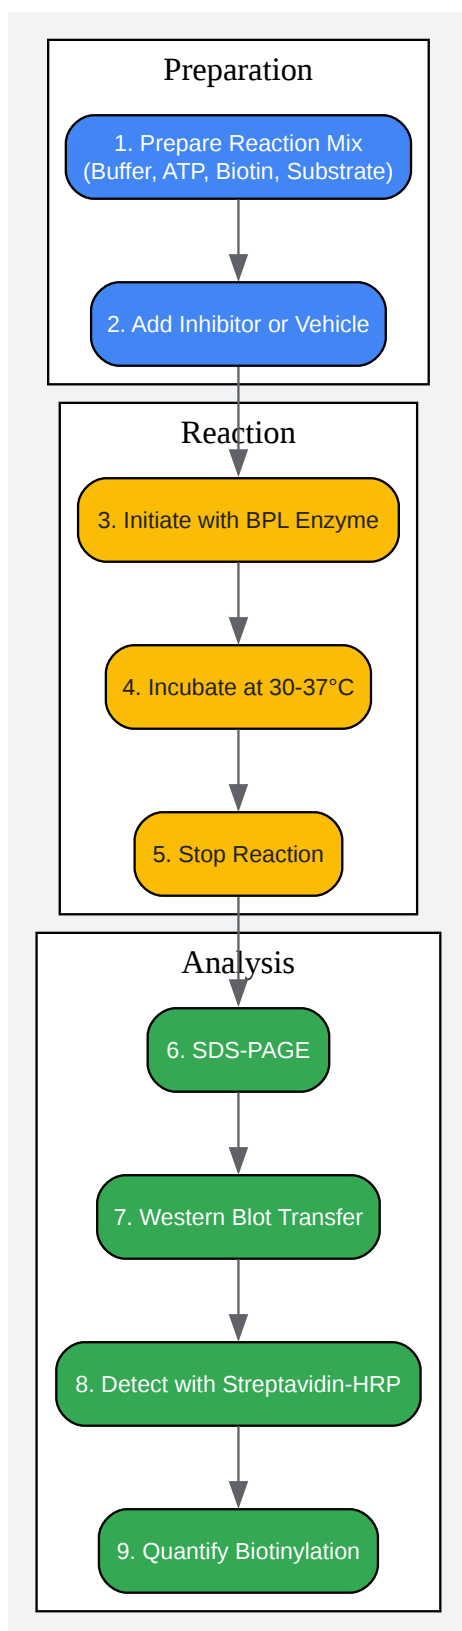 Preparation
1. Prepare Reaction Mix
(Buffer, ATP, Biotin, Substrate)
2. Add Inhibitor or Vehicle
Reaction
3. Initiate with BPL Enzyme
4. Incubate at 30-37°C
5. Stop Reaction
Analysis
6. SDS-PAGE
7. Western Blot Transfer
8. Detect with Streptavidin-HRP
9. Quantify Biotinylation